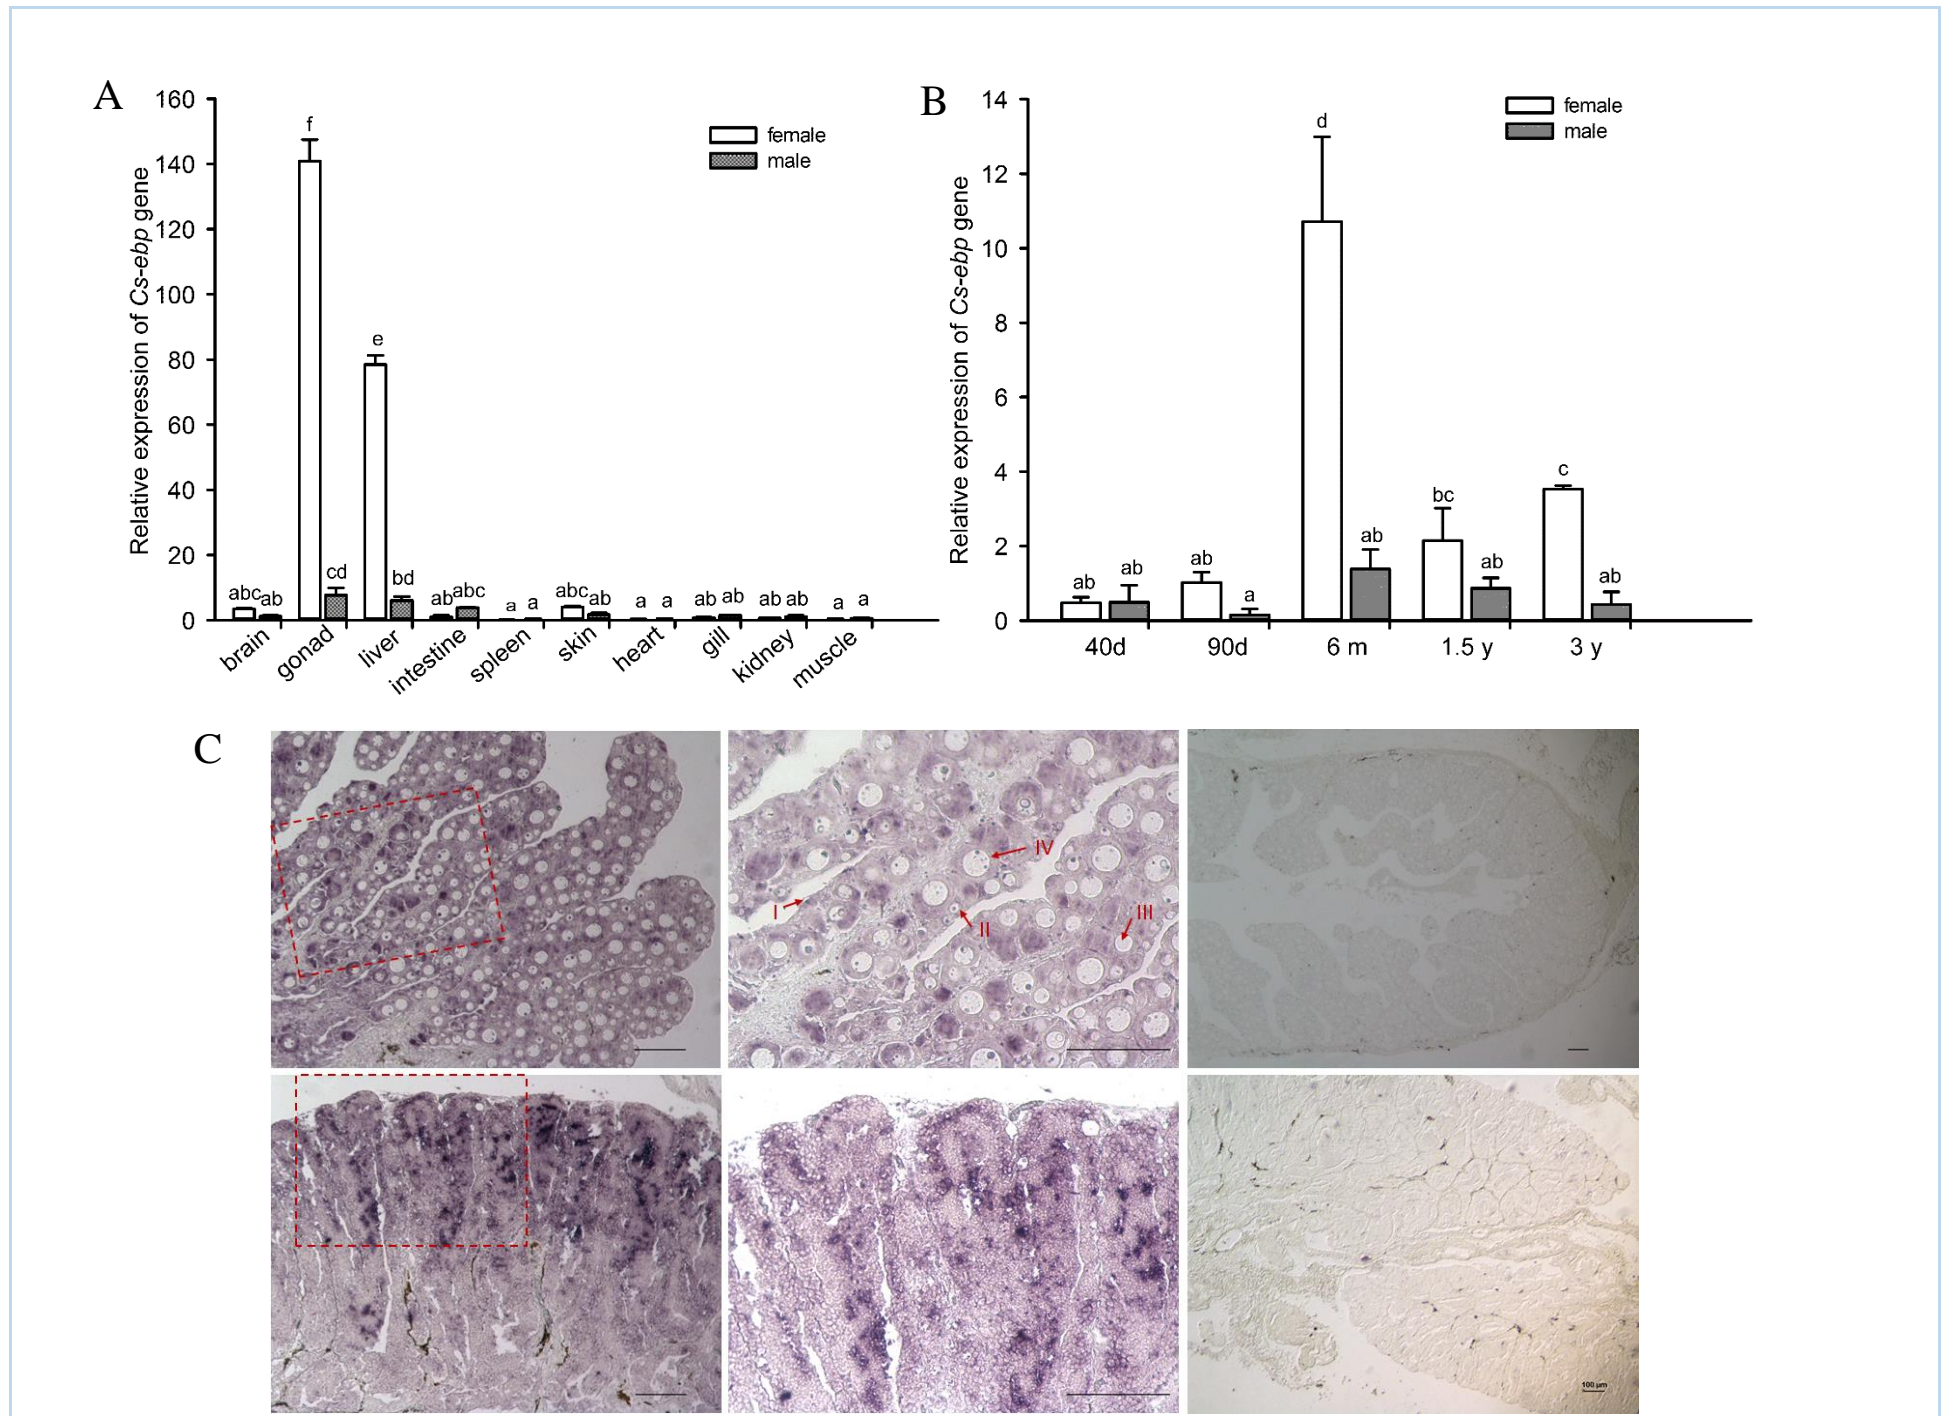 A
160
140
120
100
80
60
40
20
0
Relative expression of Cs-ebp gene
female
male
f
e
abc
ab
cd
bd
ab
abc
a
a
abc
ab
a
a
ab
ab
ab
ab
a
a
brain
gonad
liver
intestine
spleen
skin
heart
gill
kidney
muscle
B
14
12
10
8
6
4
2
0
Relative expression of Cs-ebp gene
female
male
d
c
bc
ab
ab
ab
a
ab
ab
ab
40d
90d
6 m
1.5 y
3 y
C
IV
I
II
III
100 μm